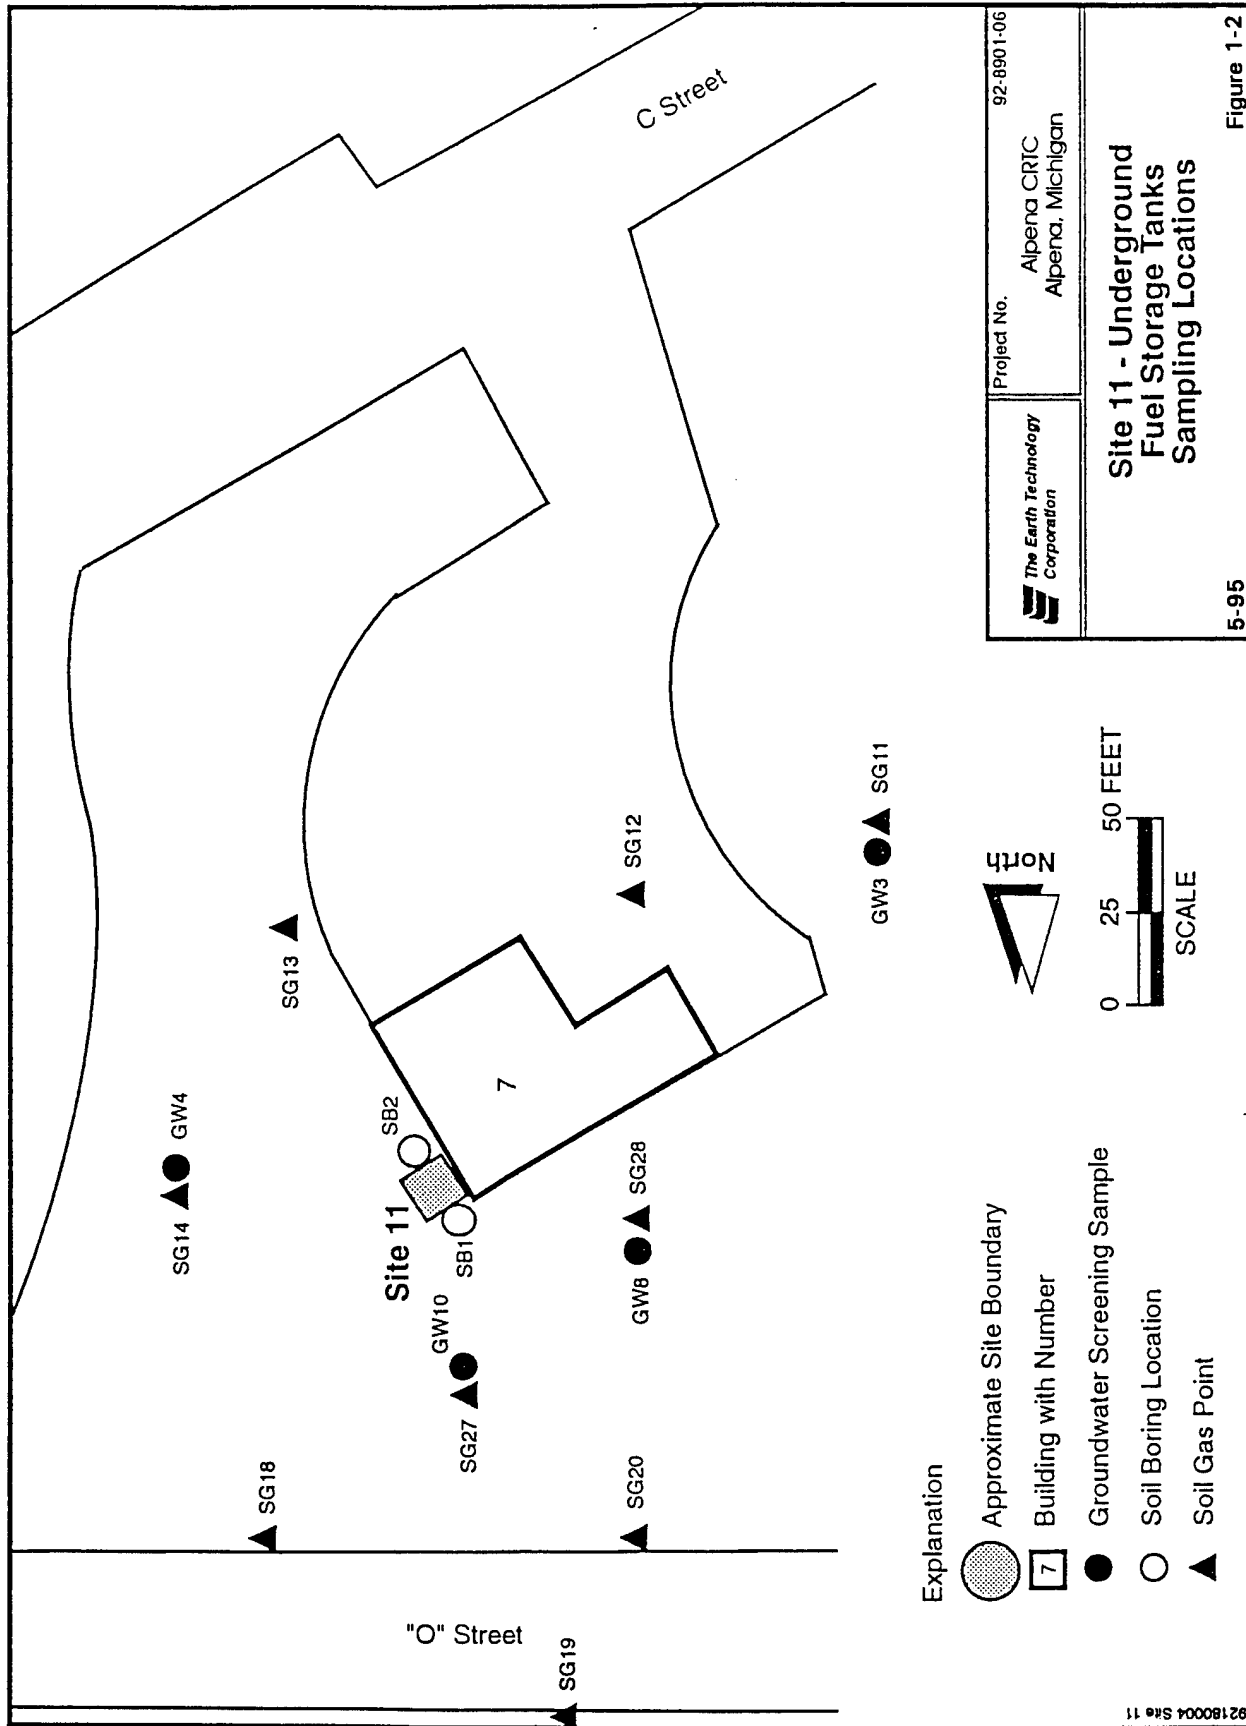 C Street
SG13
SG14
GW4
SB2
Site 11
SB1
7
SG12
GW3
SG11
GW8
SG28
GW10
SG27
SG18
SG20
"O" Street
SG19
Explanation
Approximate Site Boundary
7
Building with Number
Groundwater Screening Sample
Soil Boring Location
Soil Gas Point
North
0
25
50 FEET
SCALE
The Earth Technology
Corporation
Project No.
92-8901-06
Alpena CRTC
Alpena, Michigan
Site 11 - Underground
Fuel Storage Tanks
Sampling Locations
5-95
Figure 1-2
92180004 Site 11